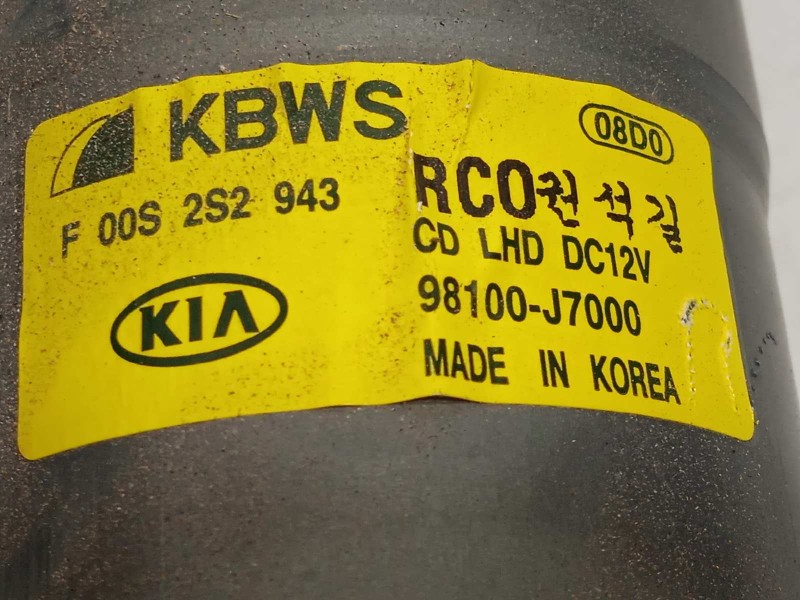 KBWS
08D0
F 00S 2S2 943
RCO권석길
CD LHD DC12V
98100-J7000
KIA
MADE IN KOREA